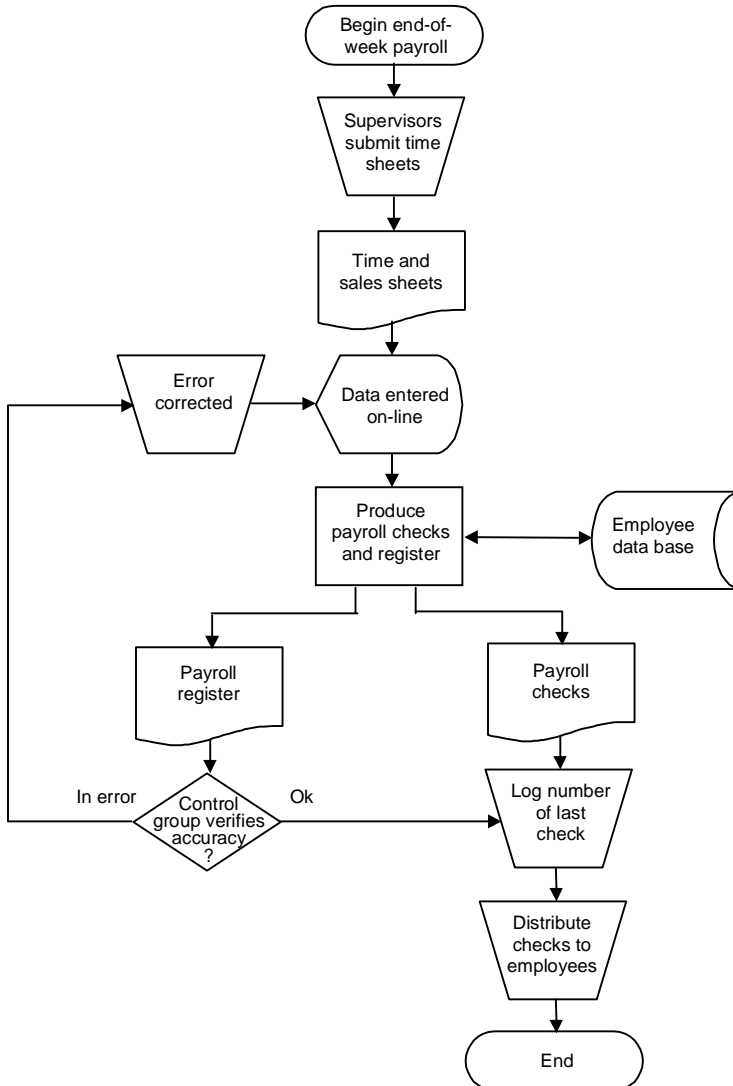 Begin end-of-
week payroll
Supervisors
submit time
sheets
Time and
sales sheets
Error
corrected
Data entered
on-line
Produce
payroll checks
and register
Employee
data base
Payroll
register
Payroll
checks
In error
Control
group verifies
accuracy
?
Ok
Log number
of last
check
Distribute
checks to
employees
End